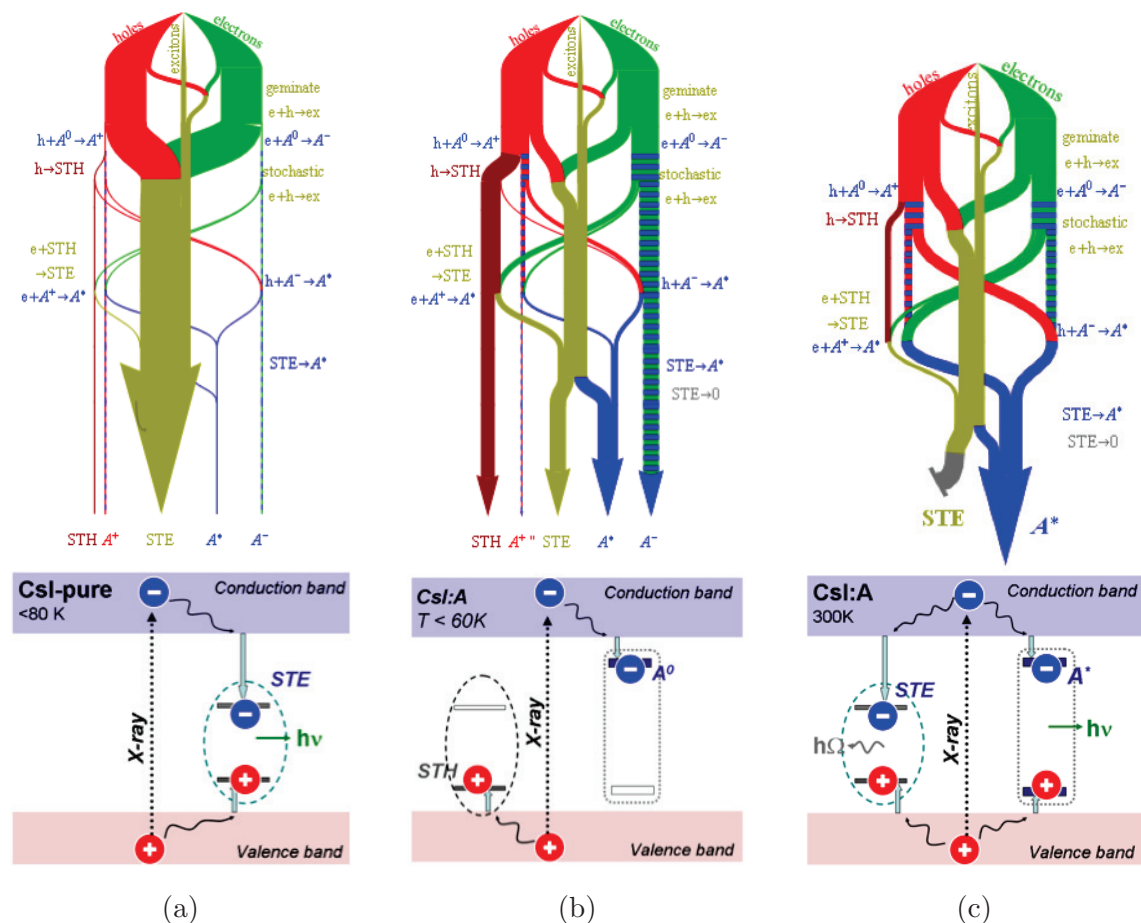 holes
excitons
electrons
geminate
e+h→ex
h+A⁰→A⁺
e+A⁰→A⁻
h→STH
stochastic
e+h→ex
e+STH
→STE
e+A⁺→A*
h+A⁻→A*
STE→A*
STH A⁺ STE A* A⁻
holes
excitons
electrons
geminate
e+h→ex
h+A⁰→A⁺
e+A⁰→A⁻
h→STH
stochastic
e+h→ex
e+STH
→STE
e+A⁺→A*
h+A⁻→A*
STE→A*
STE→0
STH A⁺ " STE A* A⁻
holes
excitons
electrons
geminate
e+h→ex
h+A⁰→A⁺
e+A⁰→A⁻
h→STH
stochastic
e+h→ex
e+STH
→STE
h+A⁻→A*
e+A⁺→A*
STE→A*
STE→0
STE
A*
CsI-pure
<80 K
Conduction band
STE
X-ray
hν
Valence band
CsI:A
T < 60K
Conduction band
A⁰
X-ray
STH
Valence band
CsI:A
300K
Conduction band
STE
A*
X-ray
hΩ
hν
Valence band
(a) (b) (c)